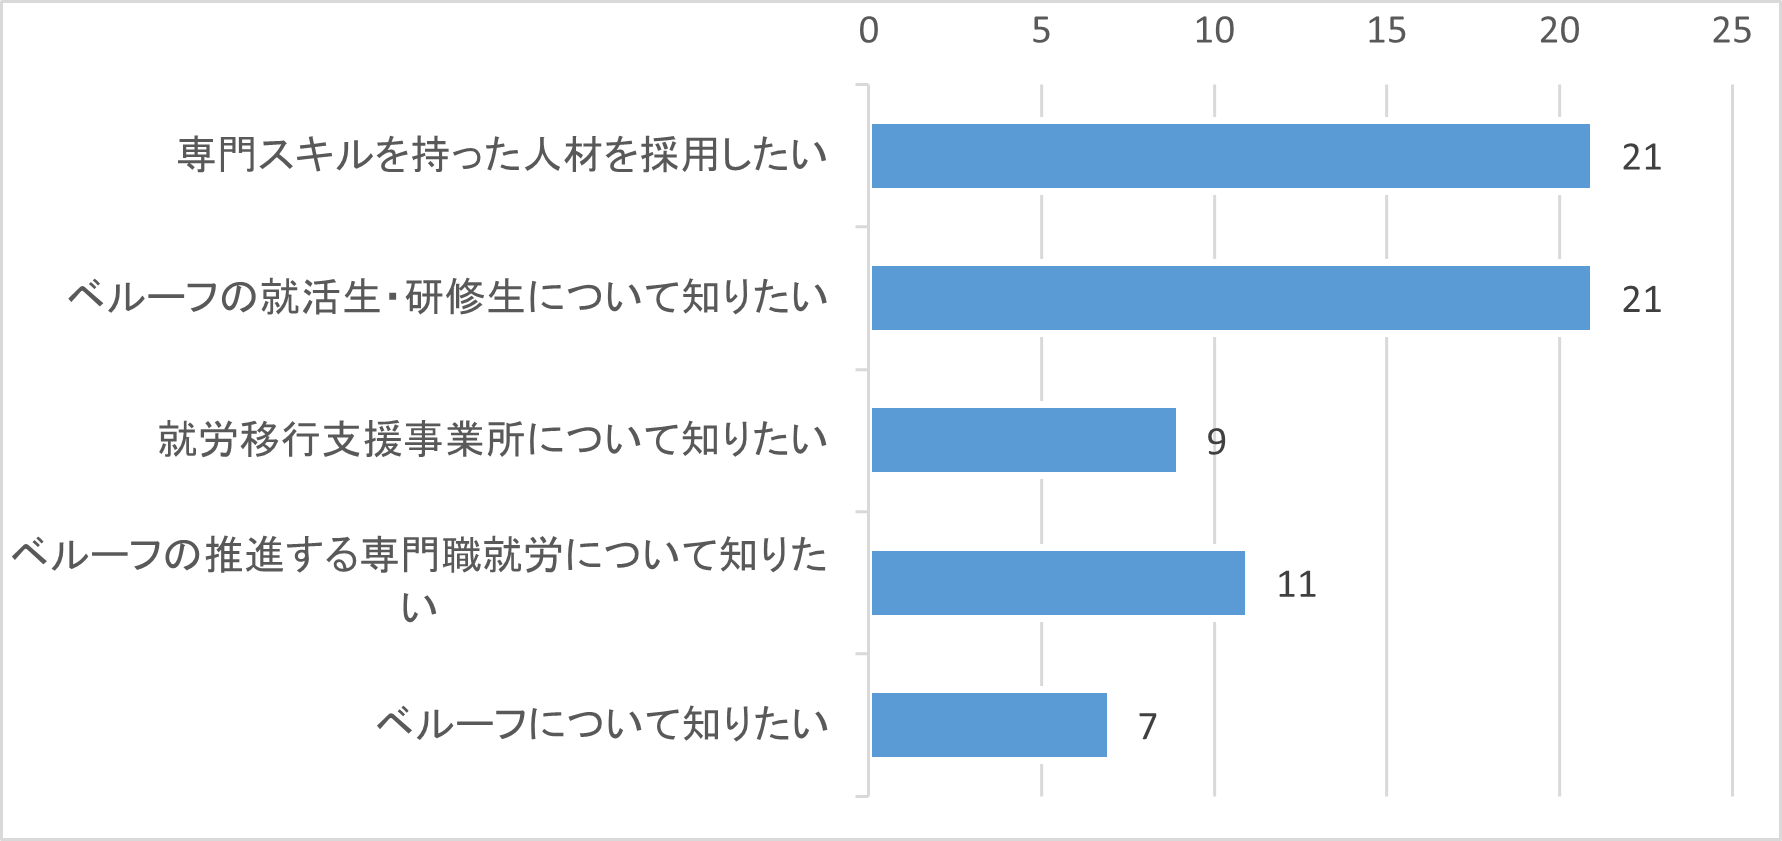 0 5 10 15 20 25
専門スキルを持った人材を採用したい 21
ベルーフの就活生・研修生について知りたい 21
就労移行支援事業所について知りたい 9
ベルーフの推進する専門職就労について知りた
い 11
ベルーフについて知りたい 7